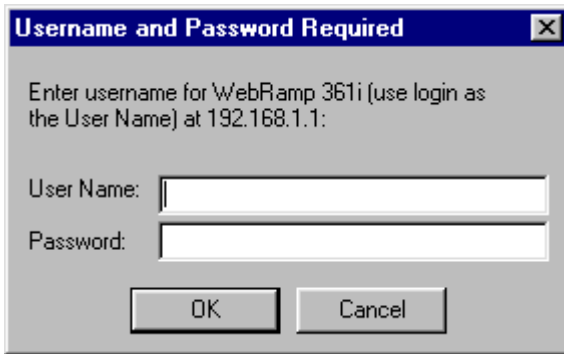 Username and Password Required
Enter username for WebRamp 361i (use login as
the User Name) at 192.168.1.1:
User Name:
Password:
OK Cancel